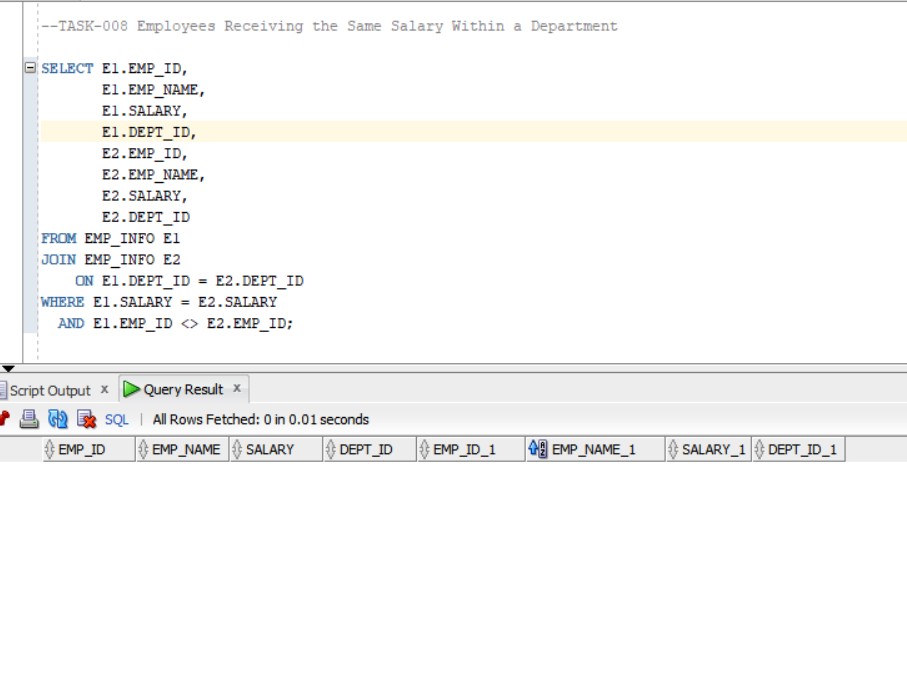 --TASK-008 Employees Receiving the Same Salary Within a Department
SELECT E1.EMP_ID,
E1.EMP_NAME,
E1.SALARY,
E1.DEPT_ID,
E2.EMP_ID,
E2.EMP_NAME,
E2.SALARY,
E2.DEPT_ID
FROM EMP_INFO E1
JOIN EMP_INFO E2
ON E1.DEPT_ID = E2.DEPT_ID
WHERE E1.SALARY = E2.SALARY
AND E1.EMP_ID <> E2.EMP_ID;
Script Output x Query Result x
SQL | All Rows Fetched: 0 in 0.01 seconds
EMP_ID EMP_NAME SALARY DEPT_ID EMP_ID_1 EMP_NAME_1 SALARY_1 DEPT_ID_1